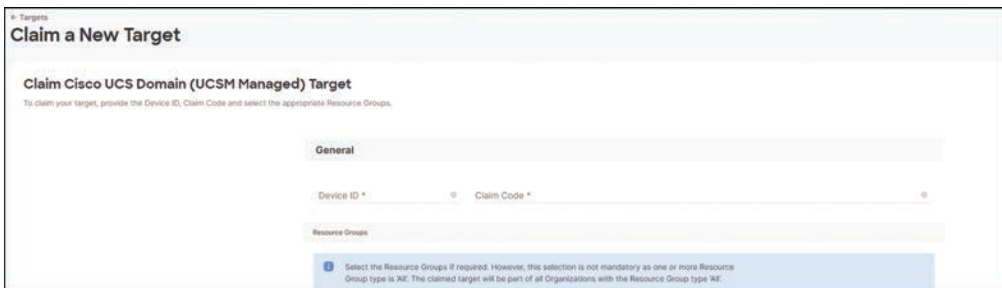 ← Targets
Claim a New Target
Claim Cisco UCS Domain (UCSM Managed) Target
To claim your target, provide the Device ID, Claim Code and select the appropriate Resource Groups.
General
Device ID * Claim Code *
Resource Groups
Select the Resource Groups if required. However, this selection is not mandatory as one or more Resource
Group type is 'All'. The claimed target will be part of all Organizations with the Resource Group type 'All'.